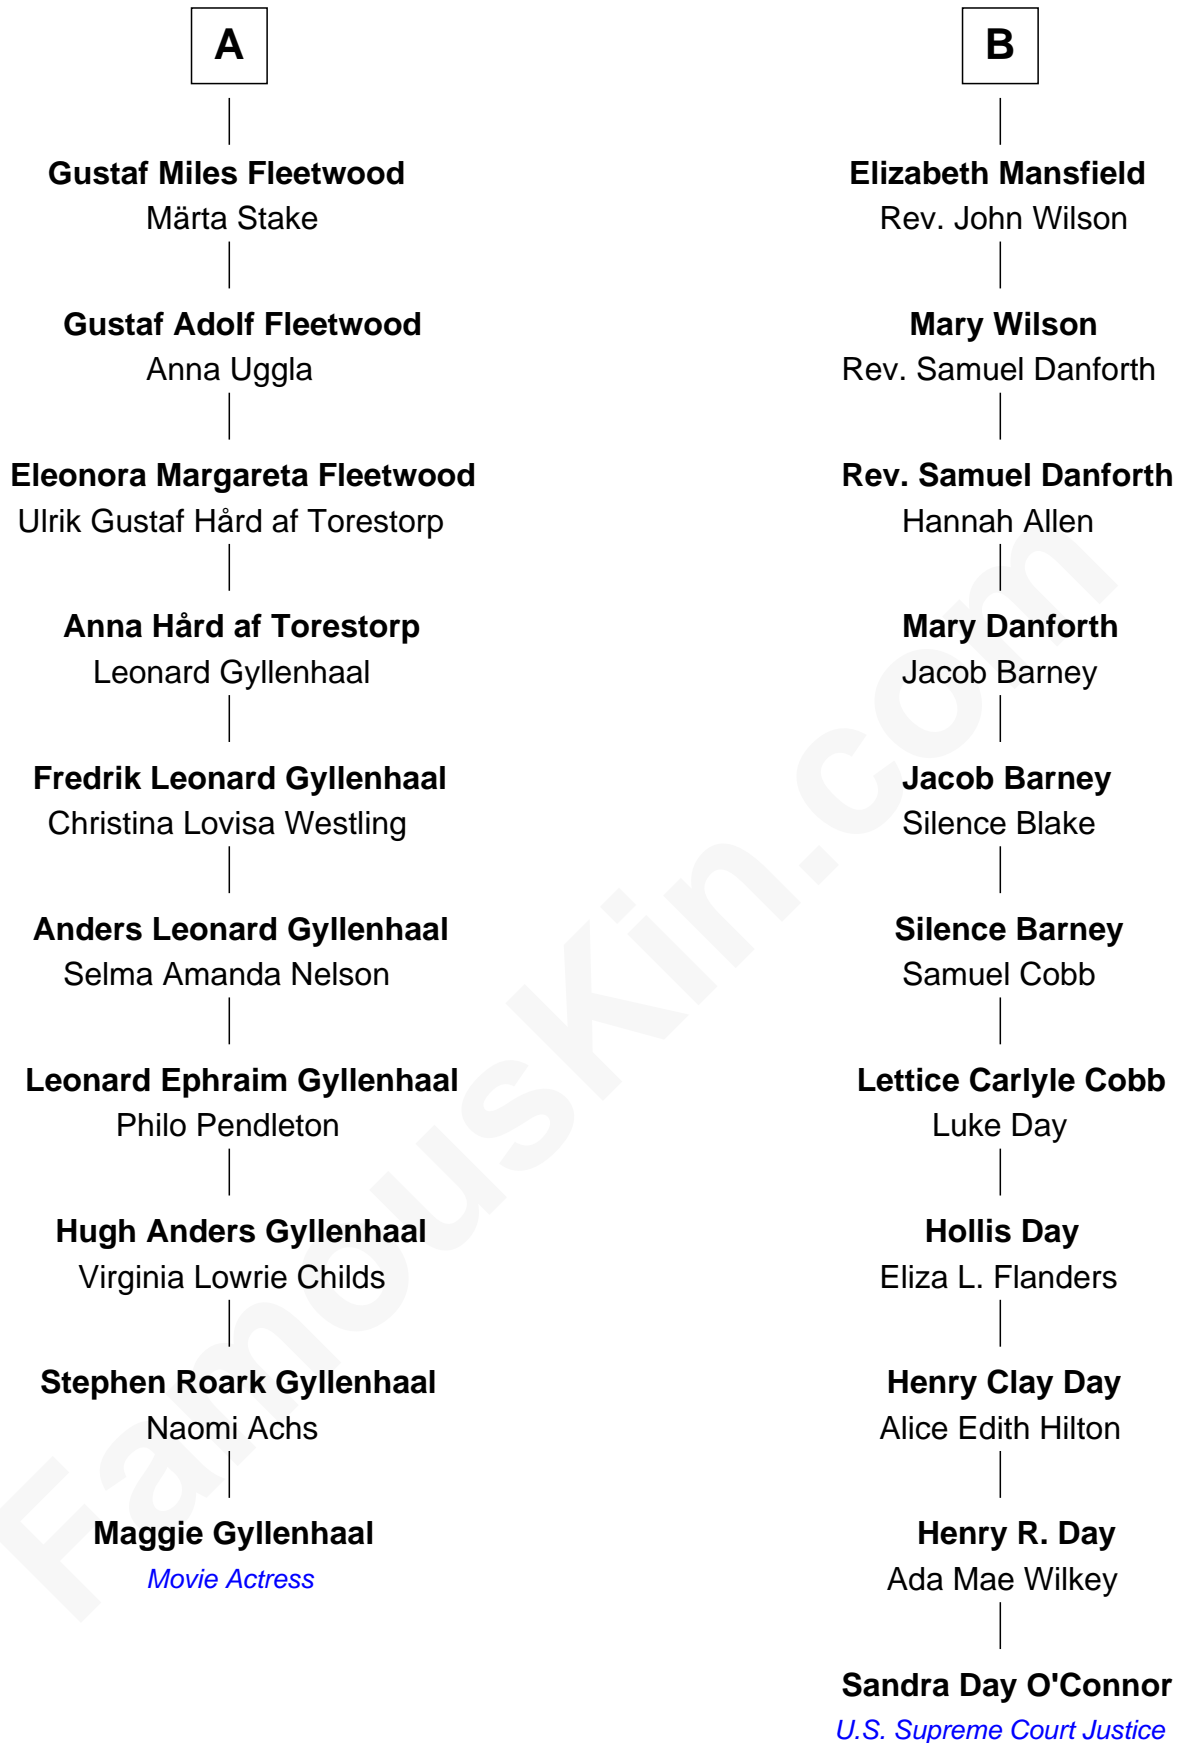 A
Gustaf Miles Fleetwood
Märta Stake
Gustaf Adolf Fleetwood
Anna Uggla
Eleonora Margareta Fleetwood
Ulrik Gustaf Hård af Torestorp
Anna Hård af Torestorp
Leonard Gyllenhaal
Fredrik Leonard Gyllenhaal
Christina Lovisa Westling
Anders Leonard Gyllenhaal
Selma Amanda Nelson
Leonard Ephraim Gyllenhaal
Philo Pendleton
Hugh Anders Gyllenhaal
Virginia Lowrie Childs
Stephen Roark Gyllenhaal
Naomi Achs
Maggie Gyllenhaal
Movie Actress
B
Elizabeth Mansfield
Rev. John Wilson
Mary Wilson
Rev. Samuel Danforth
Rev. Samuel Danforth
Hannah Allen
Mary Danforth
Jacob Barney
Jacob Barney
Silence Blake
Silence Barney
Samuel Cobb
Lettice Carlyle Cobb
Luke Day
Hollis Day
Eliza L. Flanders
Henry Clay Day
Alice Edith Hilton
Henry R. Day
Ada Mae Wilkey
Sandra Day O'Connor
U.S. Supreme Court Justice
FamousKin.com